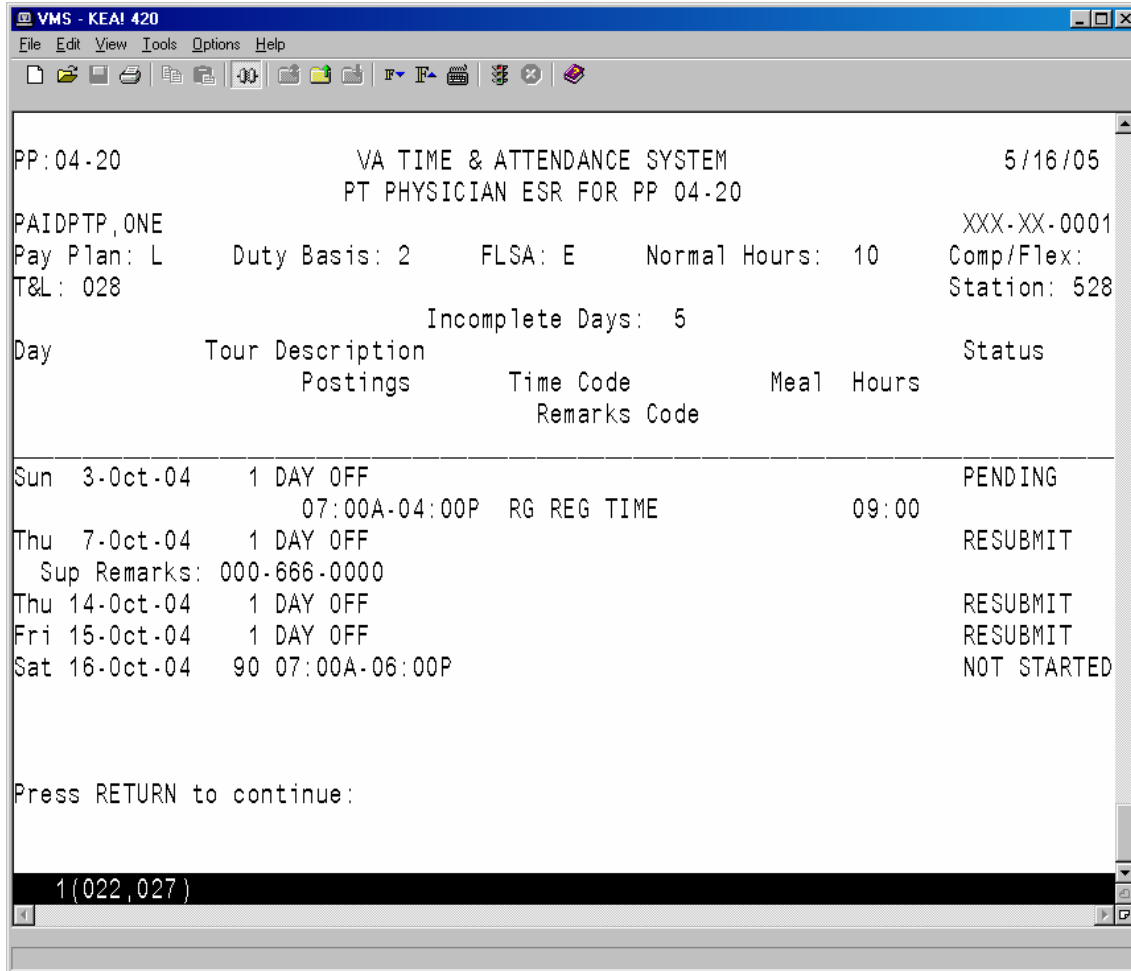 VMS - KEA! 420
File Edit View Tools Options Help
PP:04-20 VA TIME & ATTENDANCE SYSTEM 5/16/05
PT PHYSICIAN ESR FOR PP 04-20
PAIDPTP,ONE XXX-XX-0001
Pay Plan: L Duty Basis: 2 FLSA: E Normal Hours: 10 Comp/Flex:
T&L: 028 Station: 528
Incomplete Days: 5
Day Tour Description Status
Postings Time Code Meal Hours
Remarks Code
Sun 3-Oct-04 1 DAY OFF PENDING
07:00A-04:00P RG REG TIME 09:00
Thu 7-Oct-04 1 DAY OFF RESUBMIT
Sup Remarks: 000-666-0000
Thu 14-Oct-04 1 DAY OFF RESUBMIT
Fri 15-Oct-04 1 DAY OFF RESUBMIT
Sat 16-Oct-04 90 07:00A-06:00P NOT STARTED
Press RETURN to continue:
1(022,027)